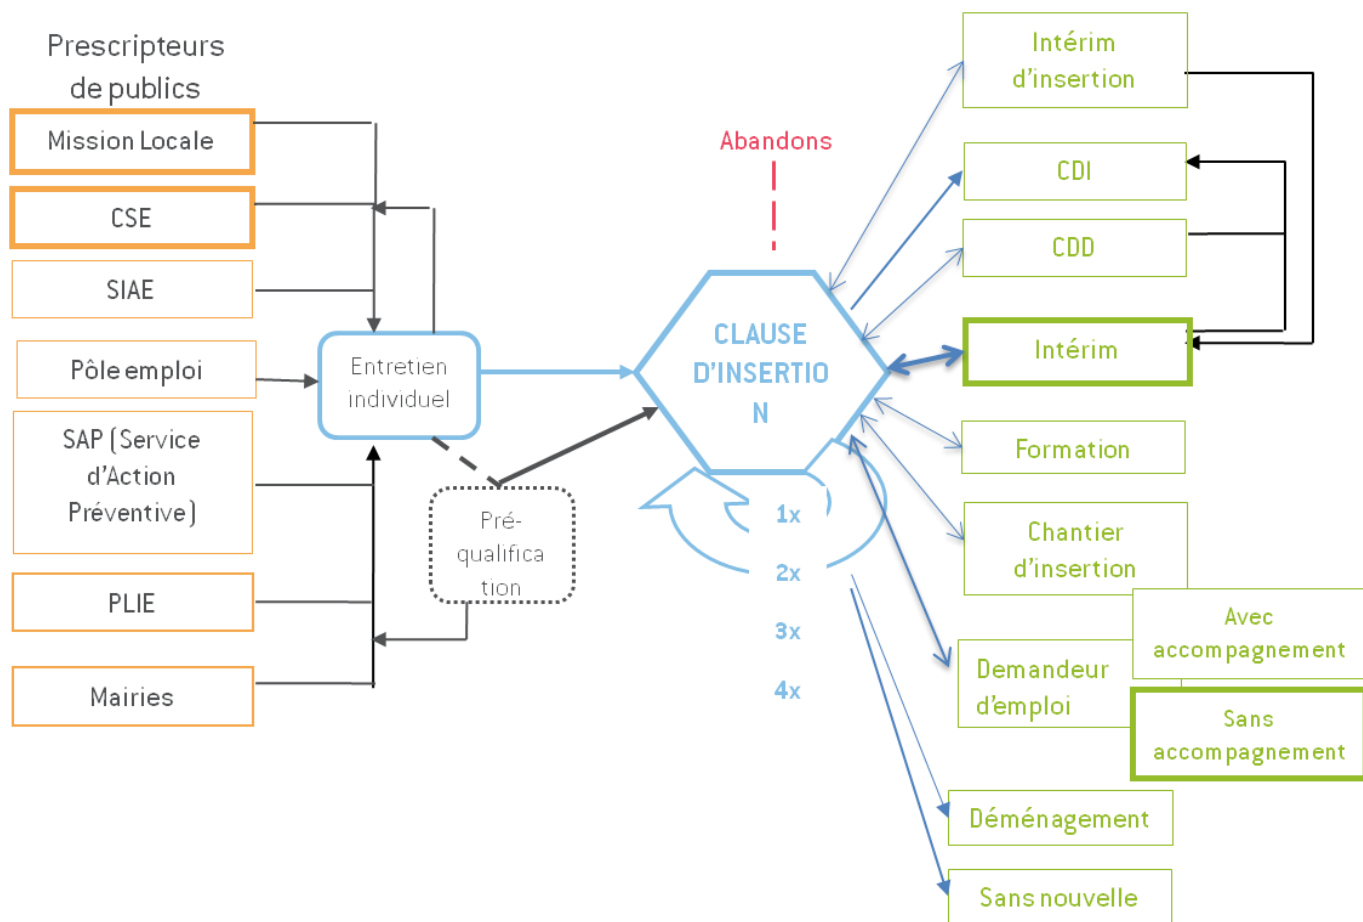 Prescripteurs
de publics
Mission Locale
CSE
SIAE
Pôle emploi
SAP (Service
d'Action
Préventive)
PLIE
Mairies
Entretien
individuel
Pré-
qualifica
tion
Abandons
CLAUSE
D'INSERTIO
N
1x
2x
3x
4x
Intérim
d'insertion
CDI
CDD
Intérim
Formation
Chantier
d'insertion
Demandeur
d'emploi
Avec
accompagnement
Sans
accompagnement
Déménagement
Sans nouvelle